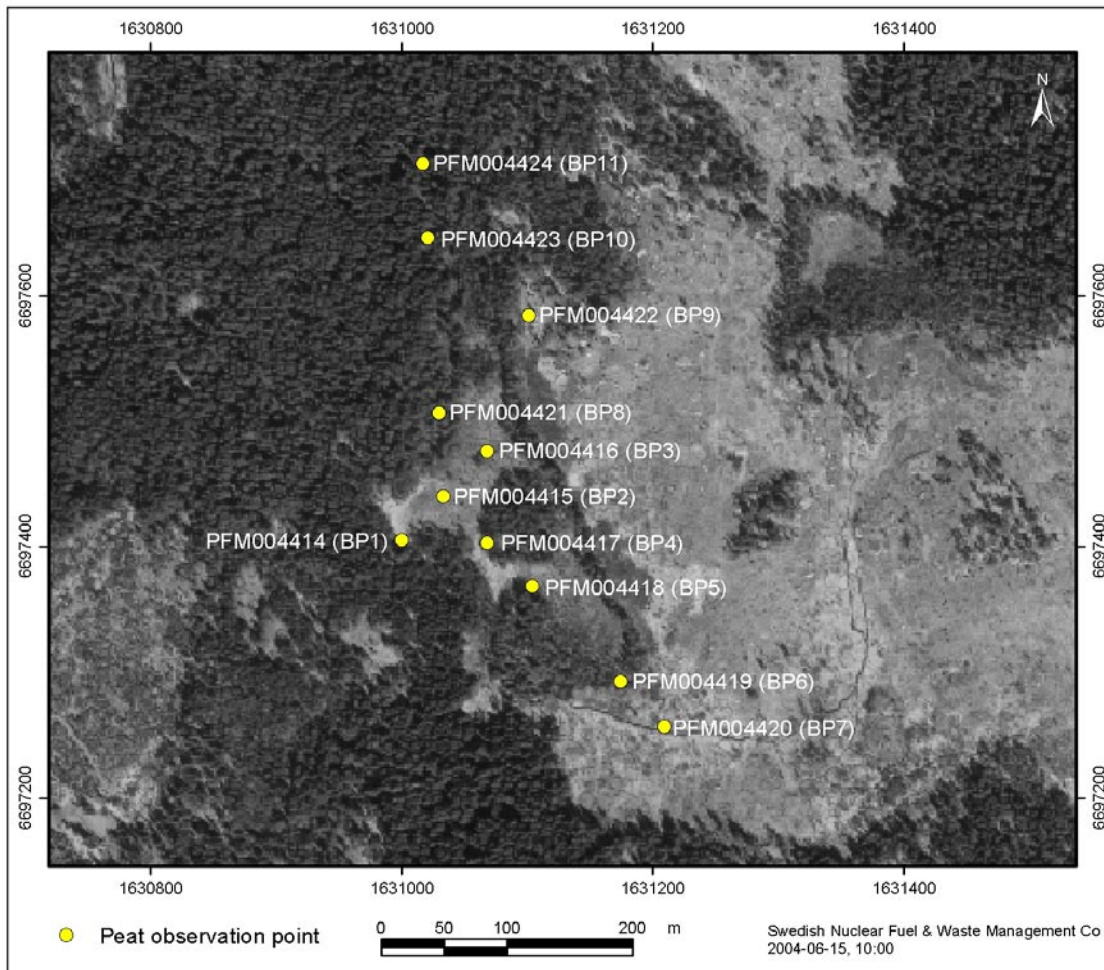 1630800 1631000 1631200 1631400
N
PFM004424 (BP11)
PFM004423 (BP10)
6697600 6697600
PFM004422 (BP9)
PFM004421 (BP8)
PFM004416 (BP3)
PFM004415 (BP2)
PFM004414 (BP1)
PFM004417 (BP4)
6697400 6697400
PFM004418 (BP5)
PFM004419 (BP6)
PFM004420 (BP7)
6697200 6697200
1630800 1631000 1631200 1631400
Peat observation point
0 50 100 200 m
Swedish Nuclear Fuel & Waste Management Co
2004-06-15, 10:00